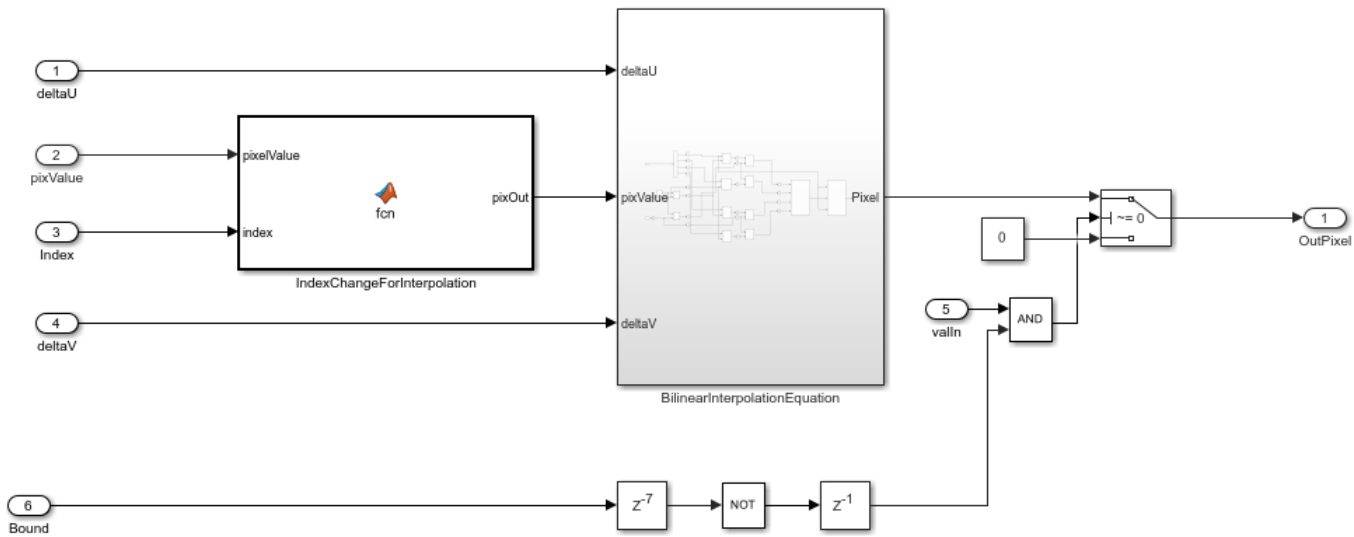 1
deltaU
deltaU
2
pixValue
pixelValue
fcn
pixOut
pixValue
Pixel
3
Index
index
IndexChangeForInterpolation
0
~= 0
1
OutPixel
4
deltaV
deltaV
5
valIn
AND
BilinearInterpolationEquation
6
Bound
Z-7
NOT
Z-1